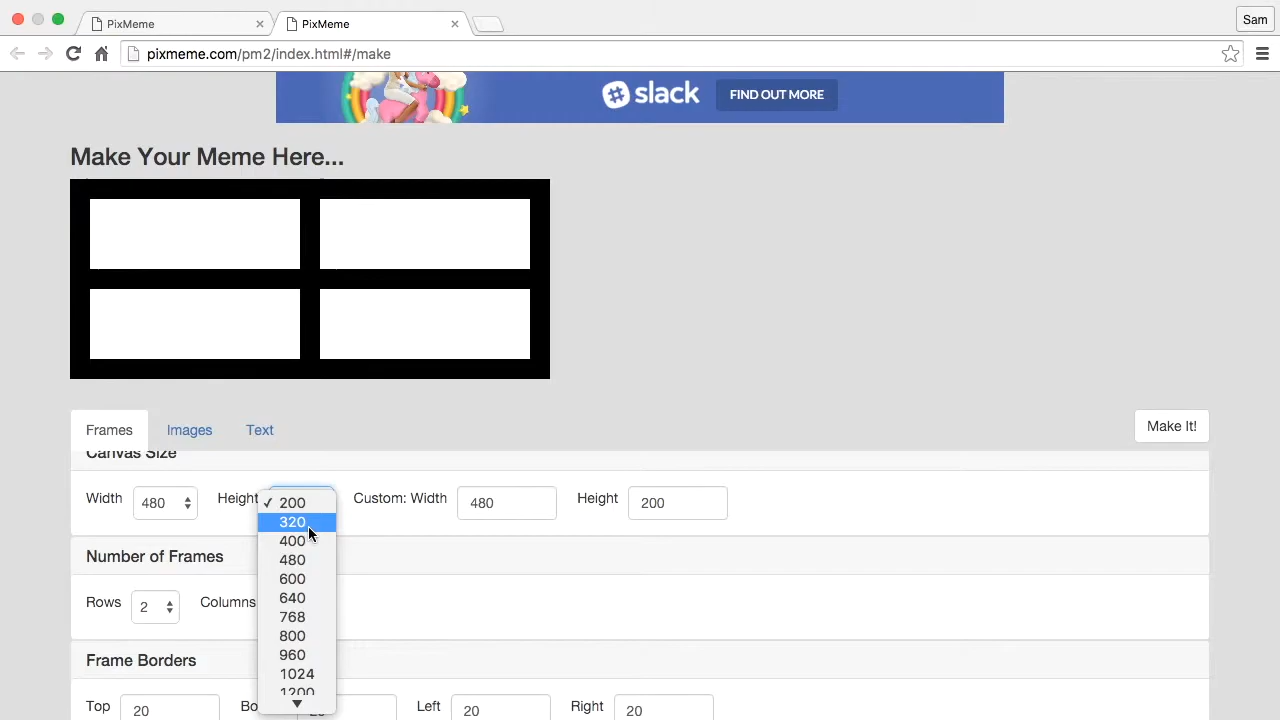 PixMeme
PixMeme
Sam
pixmeme.com/pm2/index.html#/make
slack
FIND OUT MORE
Make Your Meme Here...
Frames
Images
Text
Make It!
Canvas Size
Width
480
Height
Custom: Width
480
Height
200
✓ 200
320
400
480
600
640
768
800
960
1024
1200
Number of Frames
Rows
2
Columns
Frame Borders
Top
20
Bo
Left
20
Right
20